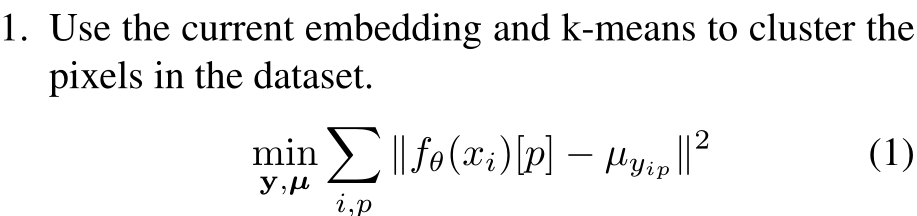 1. Use the current embedding and k-means to cluster the
pixels in the dataset.
min_{y,μ} ∑_{i,p} ‖f_θ(x_i)[p] − μ_{y_{ip}}‖² (1)